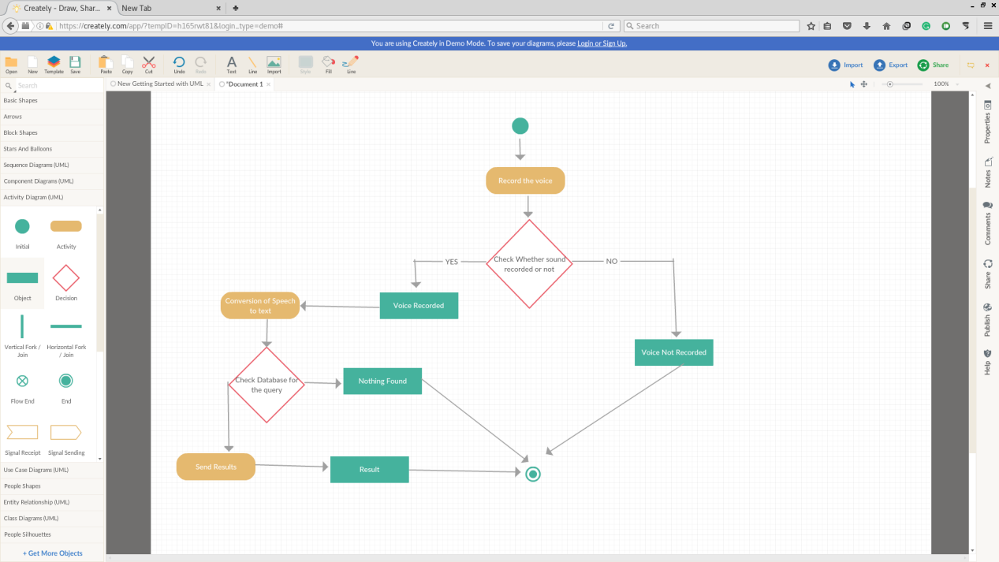 Creately - Draw, Shar...
New Tab
https://creately.com/app/?tempID=h165rwt81&login_type=demo#
Search
You are using Creately in Demo Mode. To save your diagrams, please Login or Sign Up.
Open
New
Template
Save
Paste
Copy
Cut
Undo
Redo
Text
Line
Import
Style
Fill
Line
Import
Export
Share
Search
New Getting Started with UML
*Document 1
100%
Basic Shapes
Arrows
Block Shapes
Stars And Balloons
Sequence Diagrams (UML)
Component Diagrams (UML)
Activity Diagram (UML)
Initial
Activity
Object
Decision
Vertical Fork /
Join
Horizontal Fork
/ Join
Flow End
End
Signal Receipt
Signal Sending
Use Case Diagrams (UML)
People Shapes
Entity Relationship (UML)
Class Diagrams (UML)
People Silhouettes
+ Get More Objects
Record the voice
Check Whether sound
recorded or not
YES
NO
Conversion of Speech
to text
Voice Recorded
Voice Not Recorded
Check Database for
the query
Nothing Found
Send Results
Result
Properties
Notes
Comments
Share
Publish
Help